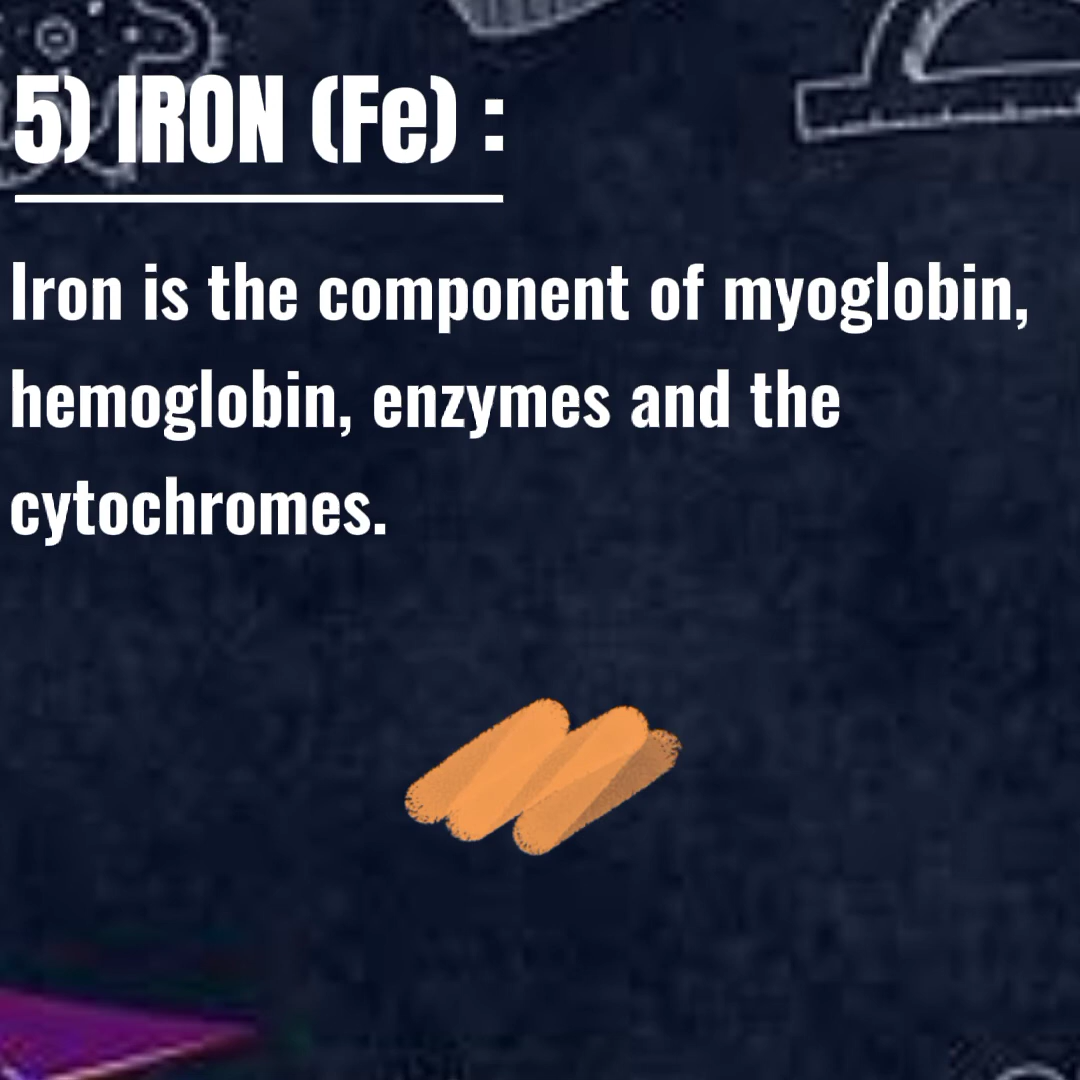 5) IRON (Fe) :
Iron is the component of myoglobin,
hemoglobin, enzymes and the
cytochromes.